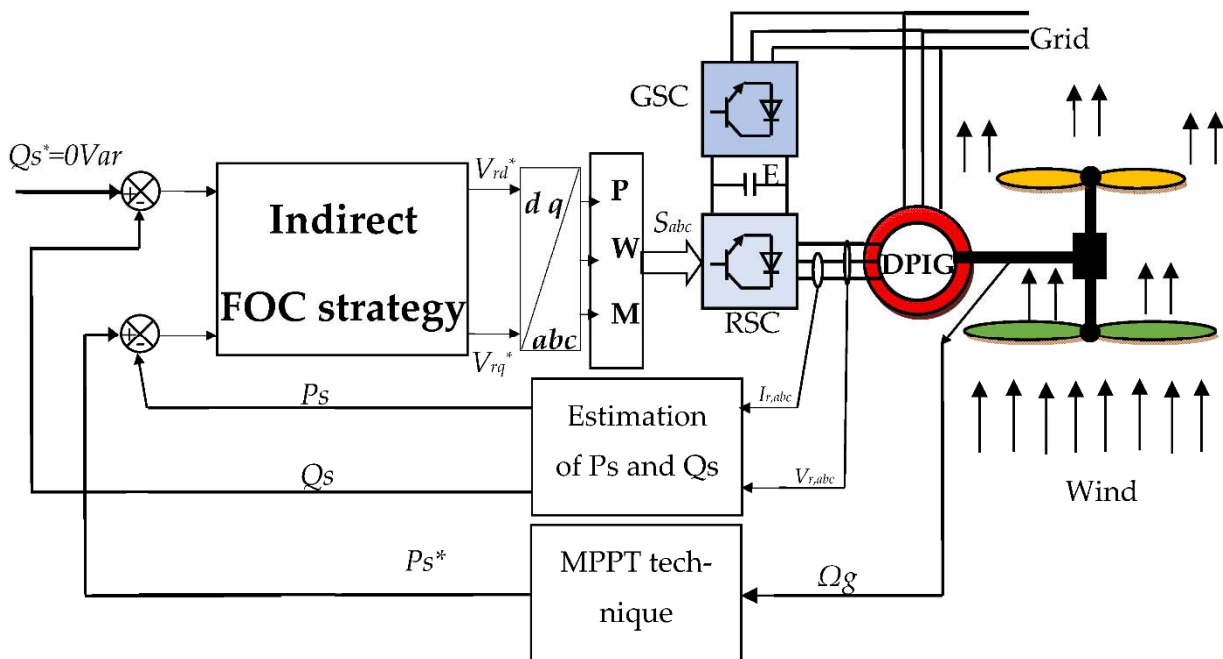 Grid
GSC
Qs*=0Var
Vrd*
E
Indirect
FOC strategy
d q
abc
P
W
M
Sabc
DPIG
RSC
Vrq*
Ps
Ir,abc
Estimation
of Ps and Qs
Qs
Vr,abc
Wind
Ps*
MPPT tech-
nique
Ωg